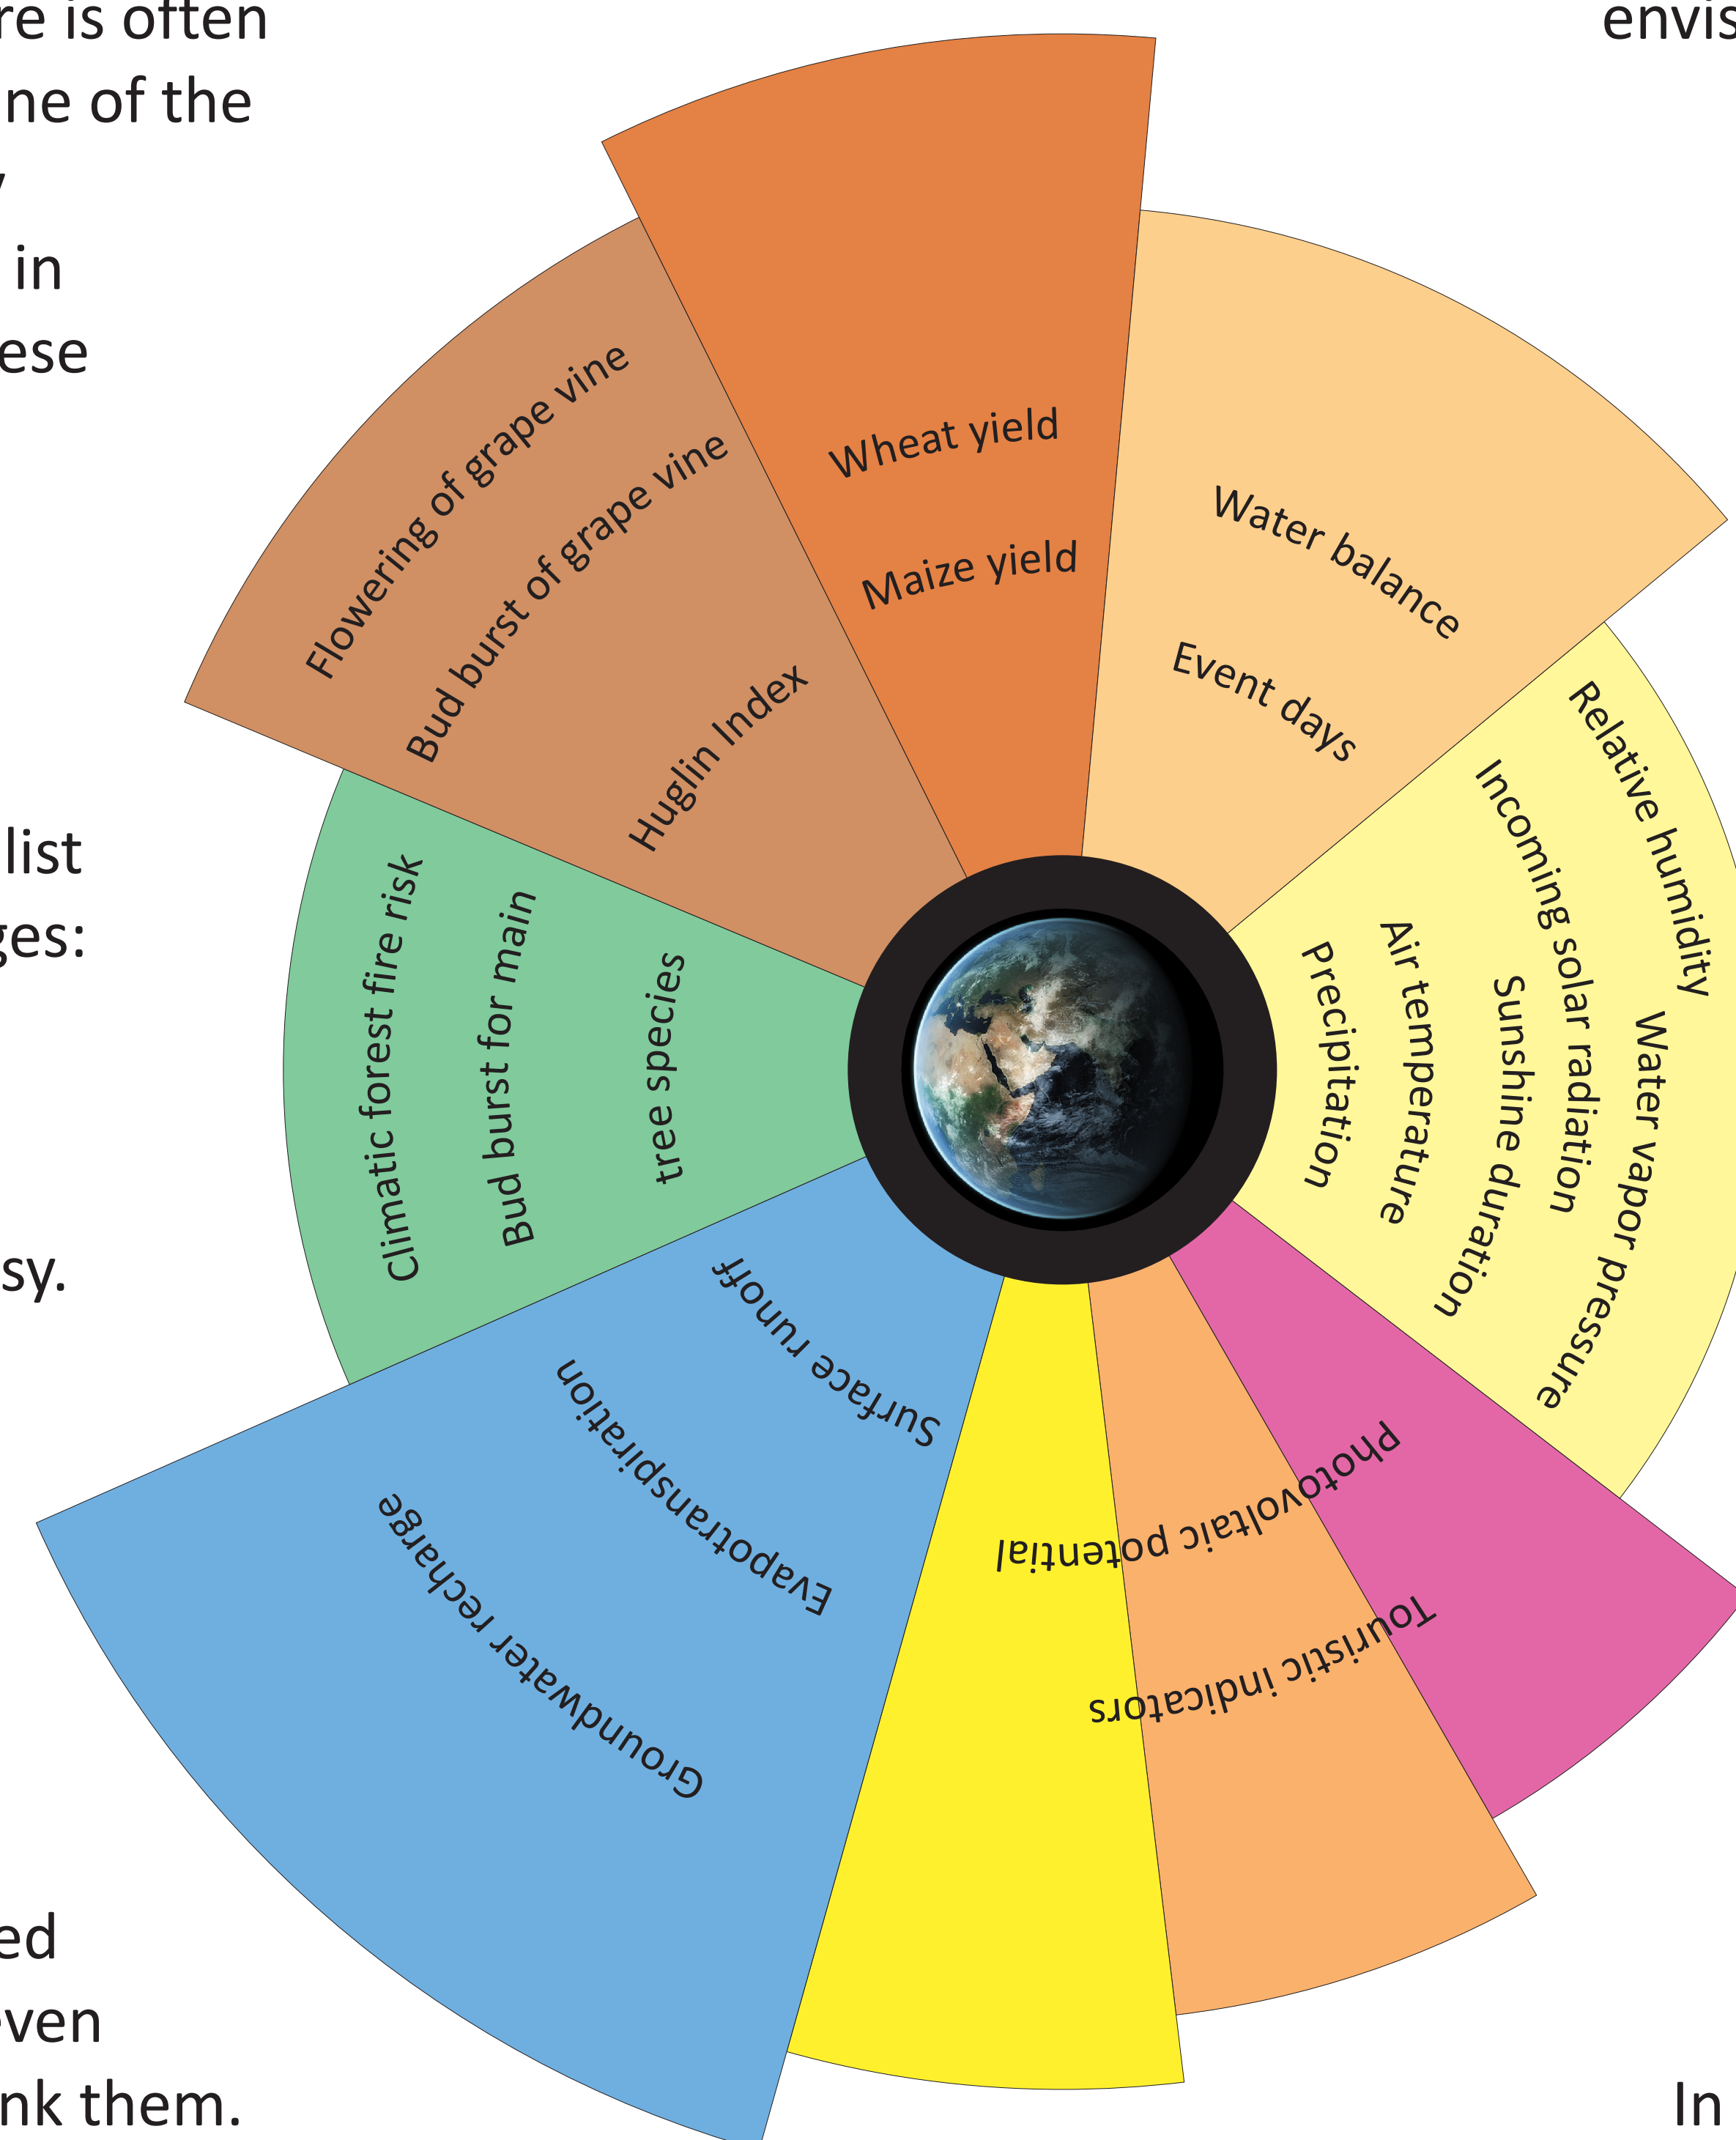 re is often
ne of the
in
ese
list
ges:
sy.
ed
even
nk them.
envis
In
Wheat yield
Maize yield
Water balance
Event days
Relative humidity
Water vapor pressure
Incoming solar radiation
Sunshine duration
Air temperature
Precipitation
Photovoltaic potential
Touristic indicators
Surface runoff
Evapotranspiration
Groundwater recharge
Climatic forest fire risk
Bud burst for main
tree species
Flowering of grape vine
Bud burst of grape vine
Huglin Index